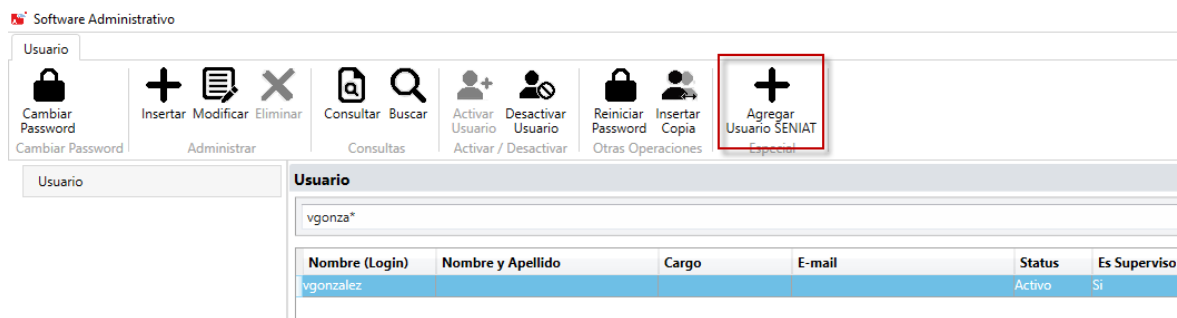 Software Administrativo
Usuario
Cambiar Password
Insertar Modificar Eliminar
Consultar Buscar
Activar Usuario Desactivar Usuario
Reiniciar Password Insertar Copia
Agregar Usuario SENIAT
Cambiar Password Administrar Consultas Activar / Desactivar Otras Operaciones Especial
Usuario
Usuario
vgonza*
Nombre (Login) Nombre y Apellido Cargo E-mail Status Es Superviso
vgonzalez Activo Si